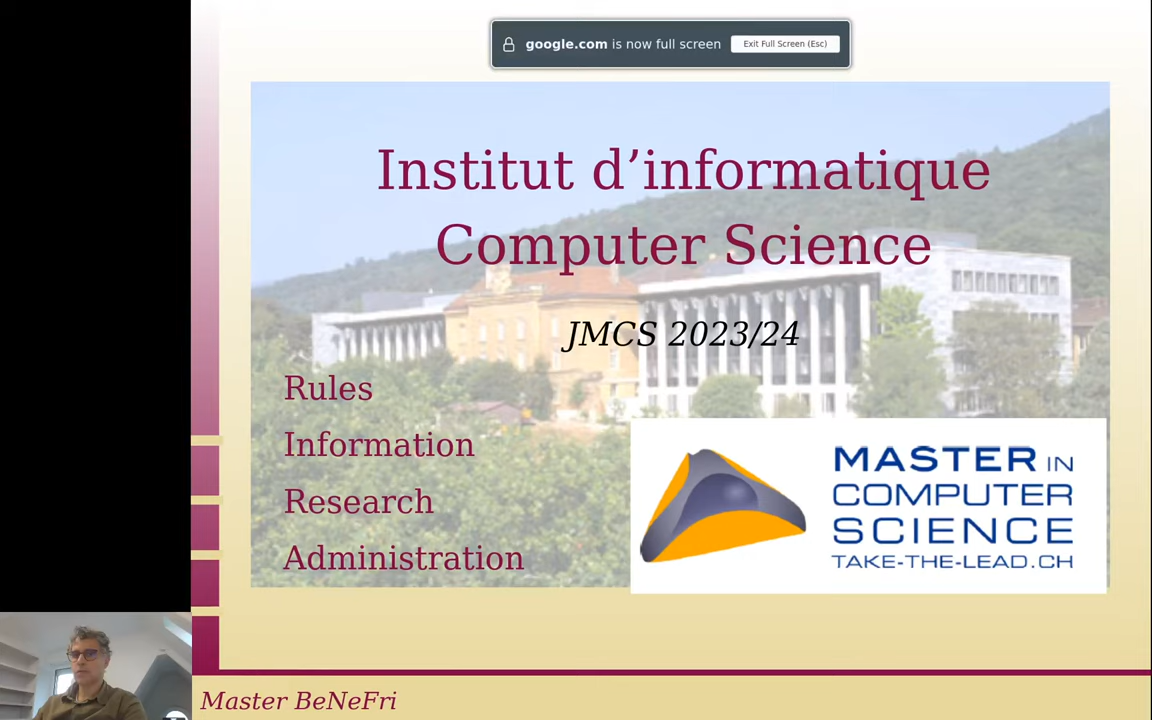 google.com is now full screen
Exit Full Screen (Esc)
Institut d’informatique
Computer Science
JMCS 2023/24
Rules
Information
Research
Administration
MASTER IN
COMPUTER
SCIENCE
TAKE-THE-LEAD.CH
Master BeNeFri